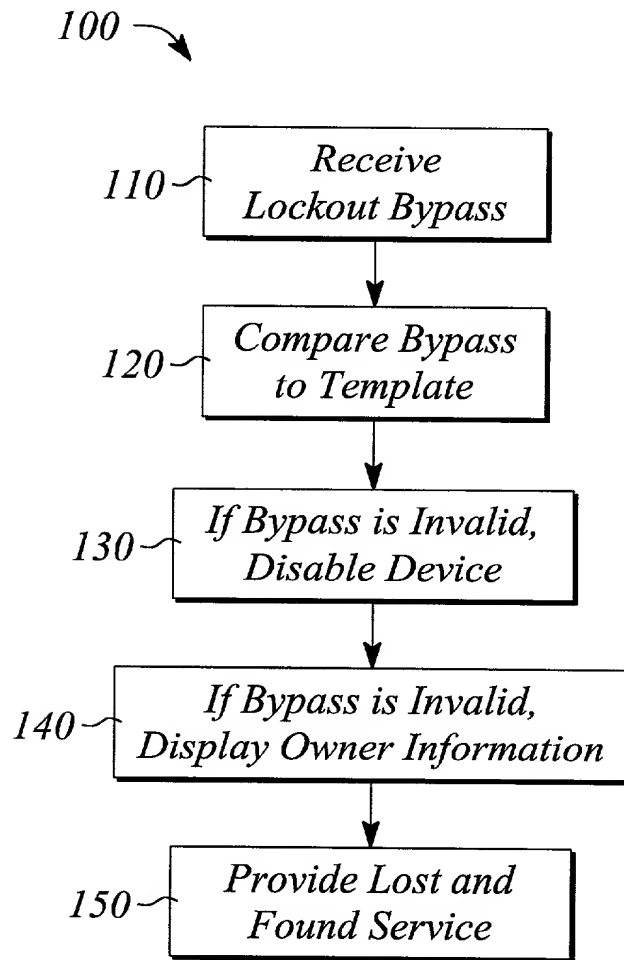 100
110
Receive
Lockout Bypass
120
Compare Bypass
to Template
130
If Bypass is Invalid,
Disable Device
140
If Bypass is Invalid,
Display Owner Information
150
Provide Lost and
Found Service